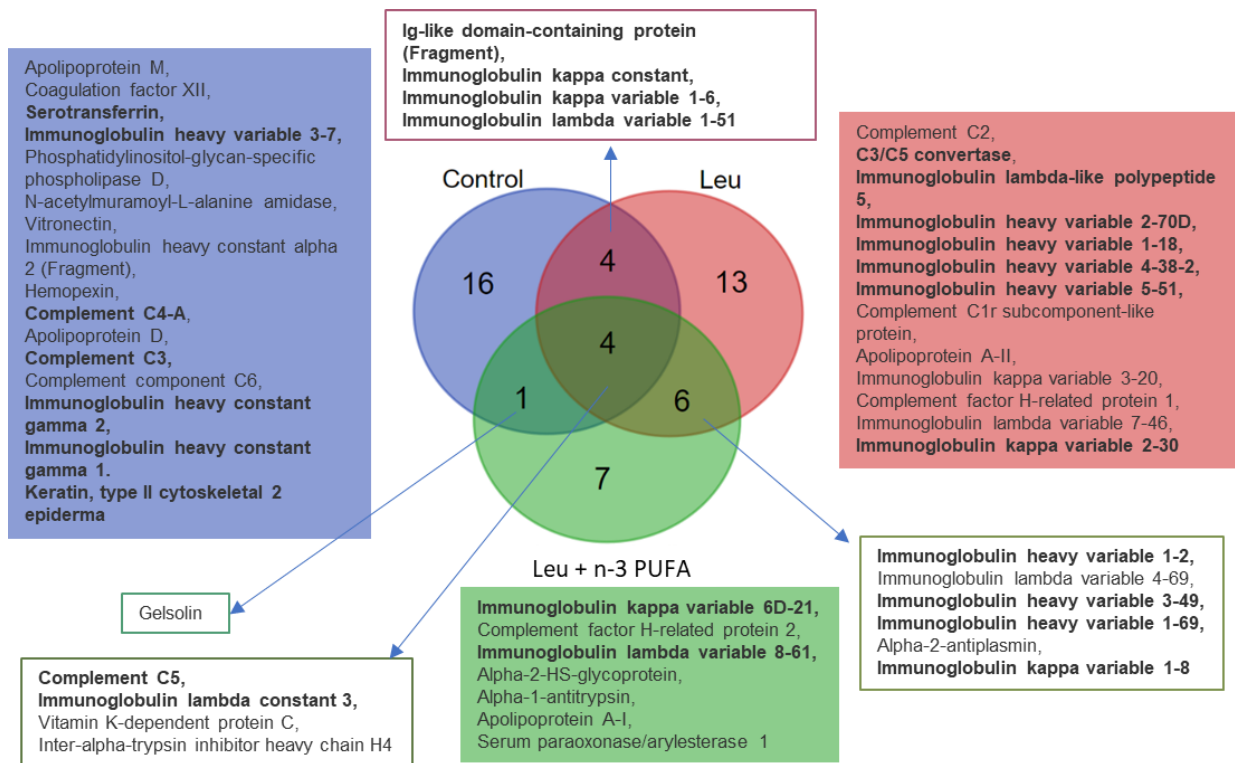 Ig-like domain-containing protein
(Fragment),
Immunoglobulin kappa constant,
Immunoglobulin kappa variable 1-6,
Immunoglobulin lambda variable 1-51
Apolipoprotein M,
Coagulation factor XII,
Serotransferrin,
Immunoglobulin heavy variable 3-7,
Phosphatidylinositol-glycan-specific
phospholipase D,
N-acetylmuramoyl-L-alanine amidase,
Vitronectin,
Immunoglobulin heavy constant alpha
2 (Fragment),
Hemopexin,
Complement C4-A,
Apolipoprotein D,
Complement C3,
Complement component C6,
Immunoglobulin heavy constant
gamma 2,
Immunoglobulin heavy constant
gamma 1.
Keratin, type II cytoskeletal 2
epiderma
Control
Leu
16
4
13
4
1
6
7
Leu + n-3 PUFA
Complement C2,
C3/C5 convertase,
Immunoglobulin lambda-like polypeptide
5,
Immunoglobulin heavy variable 2-70D,
Immunoglobulin heavy variable 1-18,
Immunoglobulin heavy variable 4-38-2,
Immunoglobulin heavy variable 5-51,
Complement C1r subcomponent-like
protein,
Apolipoprotein A-II,
Immunoglobulin kappa variable 3-20,
Complement factor H-related protein 1,
Immunoglobulin lambda variable 7-46,
Immunoglobulin kappa variable 2-30
Gelsolin
Complement C5,
Immunoglobulin lambda constant 3,
Vitamin K-dependent protein C,
Inter-alpha-trypsin inhibitor heavy chain H4
Immunoglobulin kappa variable 6D-21,
Complement factor H-related protein 2,
Immunoglobulin lambda variable 8-61,
Alpha-2-HS-glycoprotein,
Alpha-1-antitrypsin,
Apolipoprotein A-I,
Serum paraoxonase/arylesterase 1
Immunoglobulin heavy variable 1-2,
Immunoglobulin lambda variable 4-69,
Immunoglobulin heavy variable 3-49,
Immunoglobulin heavy variable 1-69,
Alpha-2-antiplasmin,
Immunoglobulin kappa variable 1-8